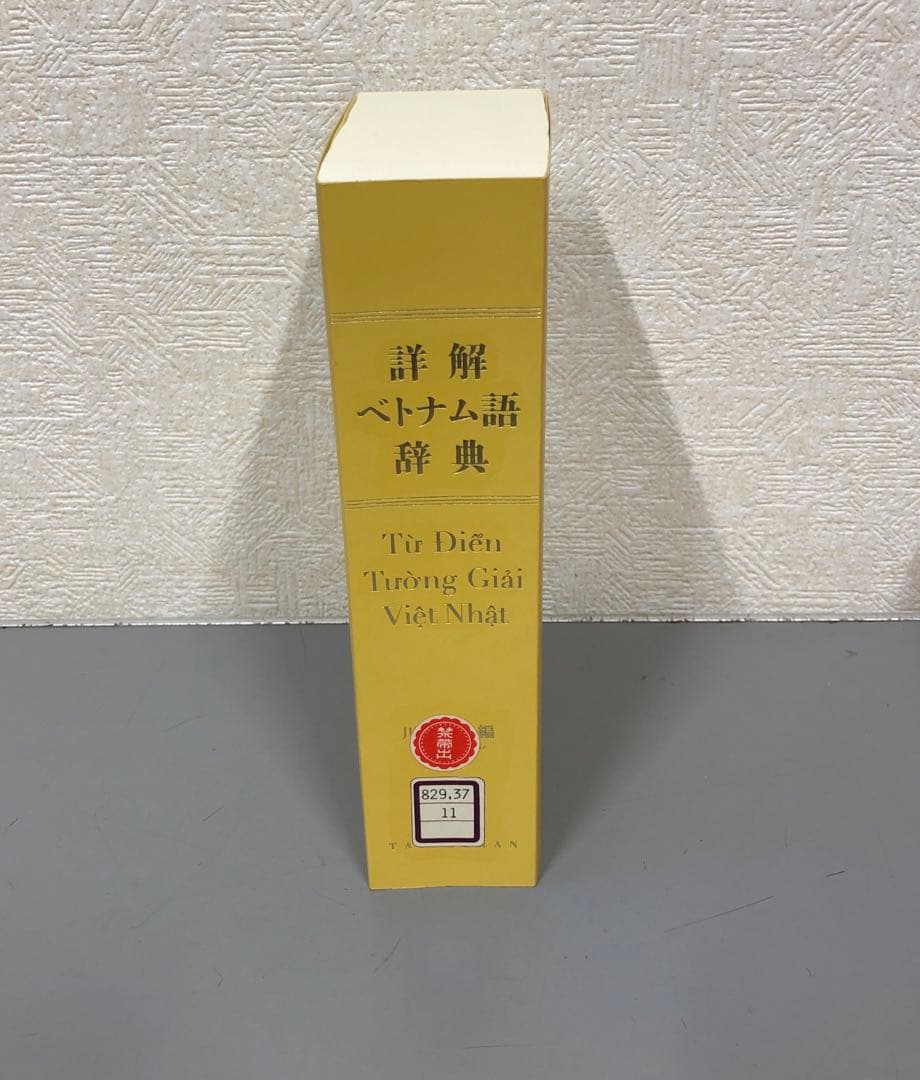 詳解
ベトナム語
辞典
Từ Điển
Tường Giải
Việt Nhật
編
禁帯出
829.37
11